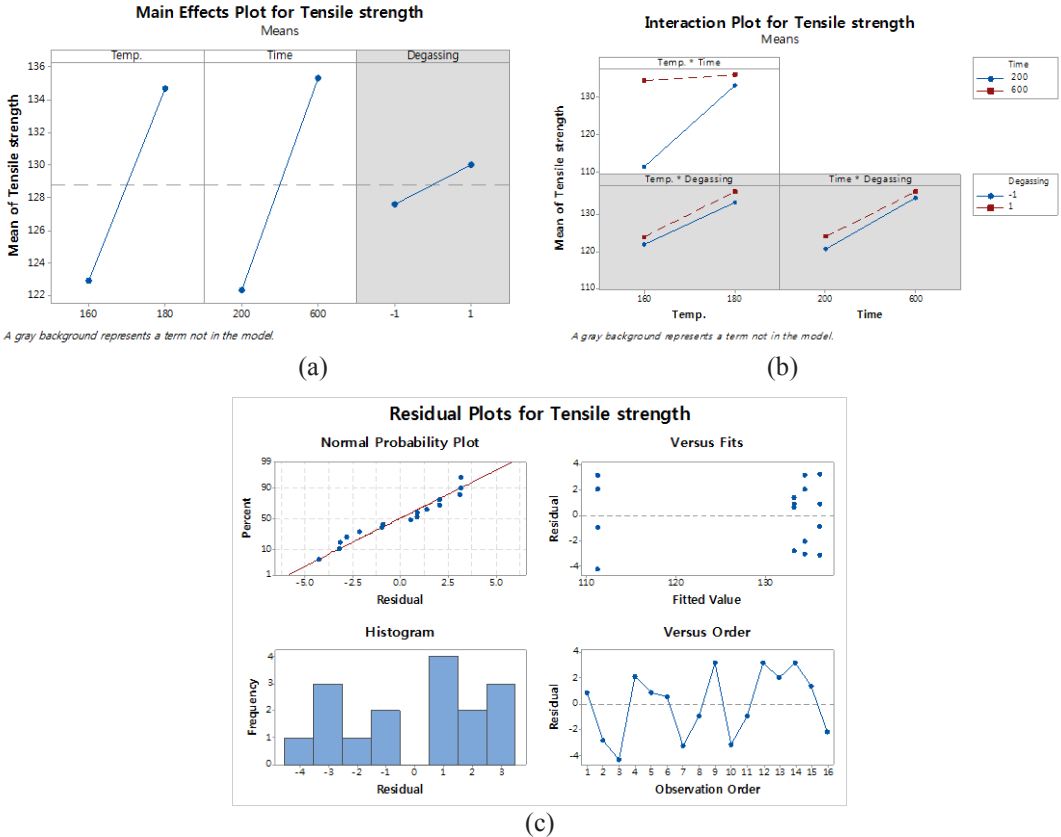 Main Effects Plot for Tensile strength
Means
Temp. Time Degassing
Mean of Tensile strength
136
134
132
130
128
126
124
122
160 180 200 600 -1 1
A gray background represents a term not in the model.
(a)
Interaction Plot for Tensile strength
Means
Temp. * Time
Time
200
600
Mean of Tensile strength
130
120
110
Temp. * Degassing Time * Degassing
Degassing
-1
1
130
120
110
160 180 200 600
Temp. Time
A gray background represents a term not in the model.
(b)
Residual Plots for Tensile strength
Normal Probability Plot
Percent
99
90
50
10
1
-5.0 -2.5 0.0 2.5 5.0
Residual
Versus Fits
Residual
4
2
0
-2
-4
110 120 130
Fitted Value
Histogram
Frequency
4
3
2
1
0
-4 -3 -2 -1 0 1 2 3
Residual
Versus Order
Residual
4
2
0
-2
-4
1 2 3 4 5 6 7 8 9 10 11 12 13 14 15 16
Observation Order
(c)